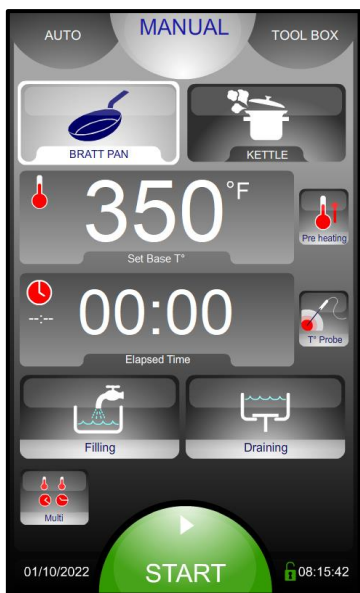 AUTO
MANUAL
TOOL BOX
BRATT PAN
KETTLE
350°F
Set Base T°
Pre heating
00:00
--:--
Elapsed Time
T° Probe
Filling
Draining
Multi
START
01/10/2022
08:15:42